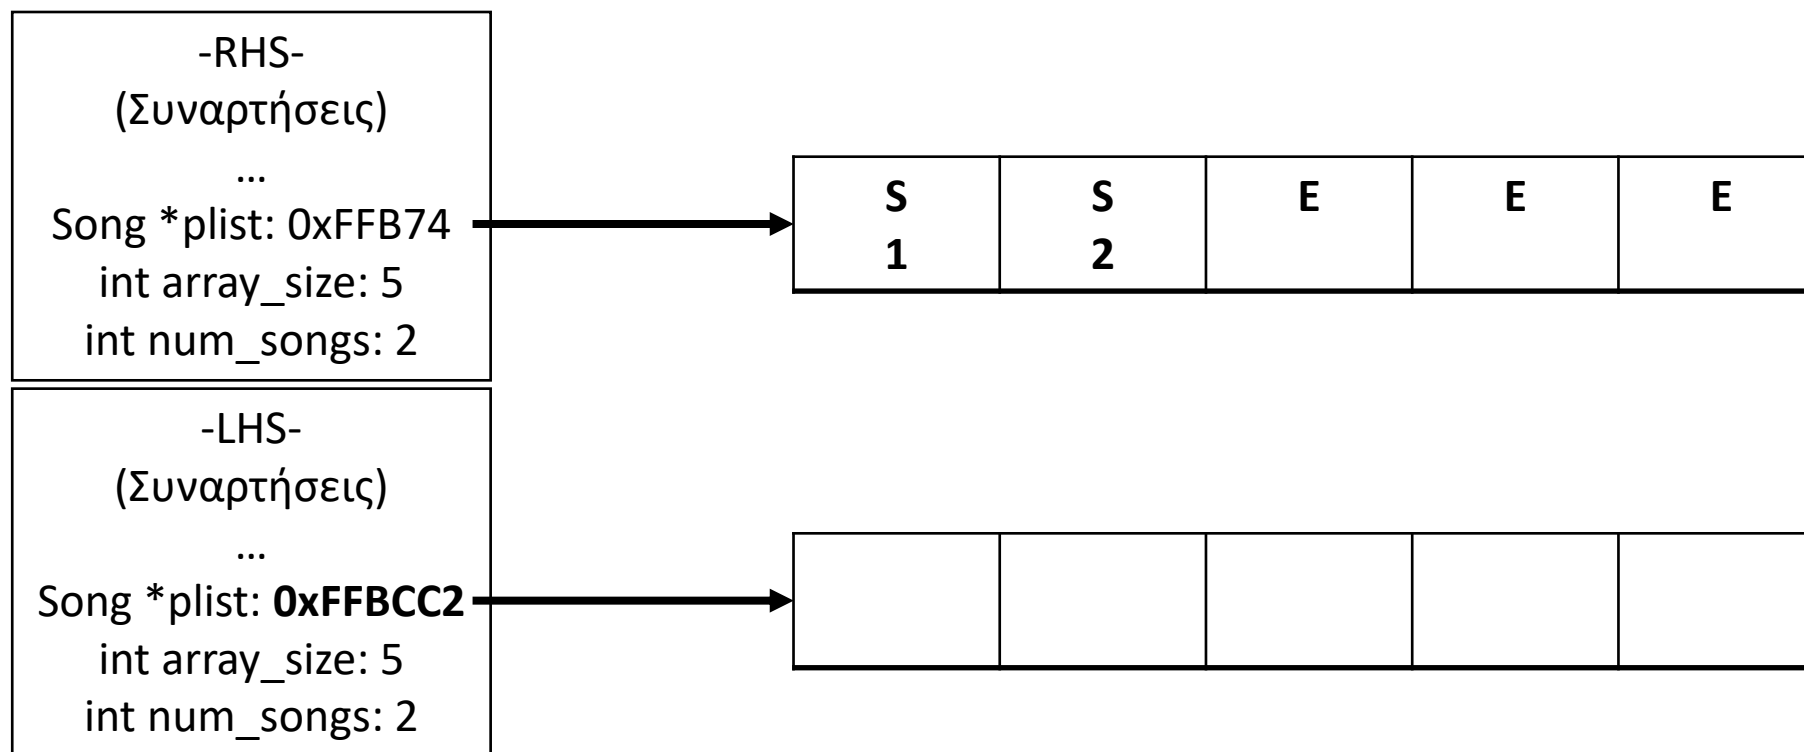 -RHS-
(Συναρτήσεις)
...
Song *plist: 0xFFB74
int array_size: 5
int num_songs: 2
S S E E E
1 2
-LHS-
(Συναρτήσεις)
...
Song *plist: 0xFFBCC2
int array_size: 5
int num_songs: 2